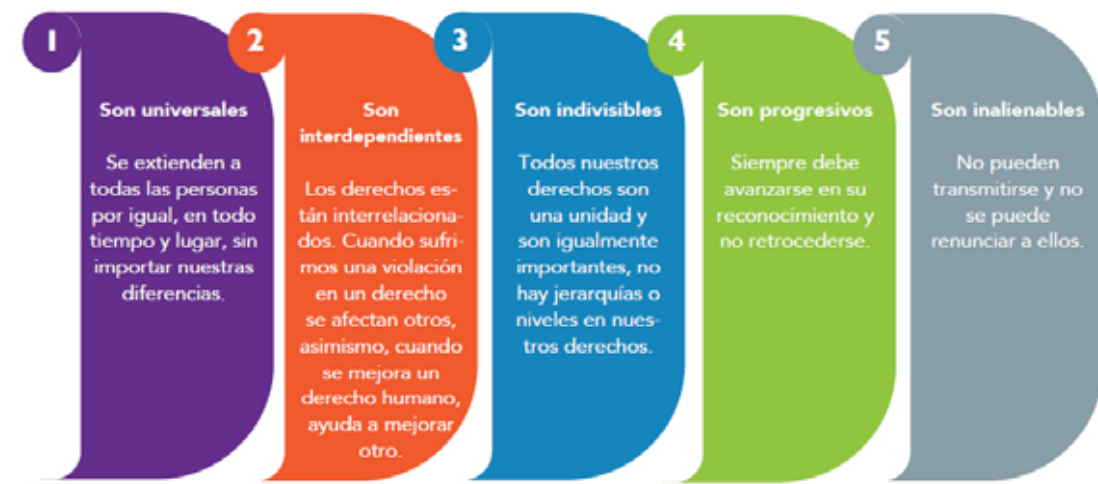 1
Son universales
Se extienden a
todas las personas
por igual, en todo
tiempo y lugar, sin
importar nuestras
diferencias.
2
Son
interdependientes
Los derechos es-
tán interrelaciona-
dos. Cuando sufri-
mos una violación
en un derecho
se afectan otros,
asimismo, cuando
se mejora un
derecho humano,
ayuda a mejorar
otro.
3
Son indivisibles
Todos nuestros
derechos son
una unidad y
son igualmente
importantes, no
hay jerarquías o
niveles en nues-
tros derechos.
4
Son progresivos
Siempre debe
avanzarse en su
reconocimiento y
no retrocederse.
5
Son inalienables
No pueden
transmitirse y no
se puede
renunciar a ellos.